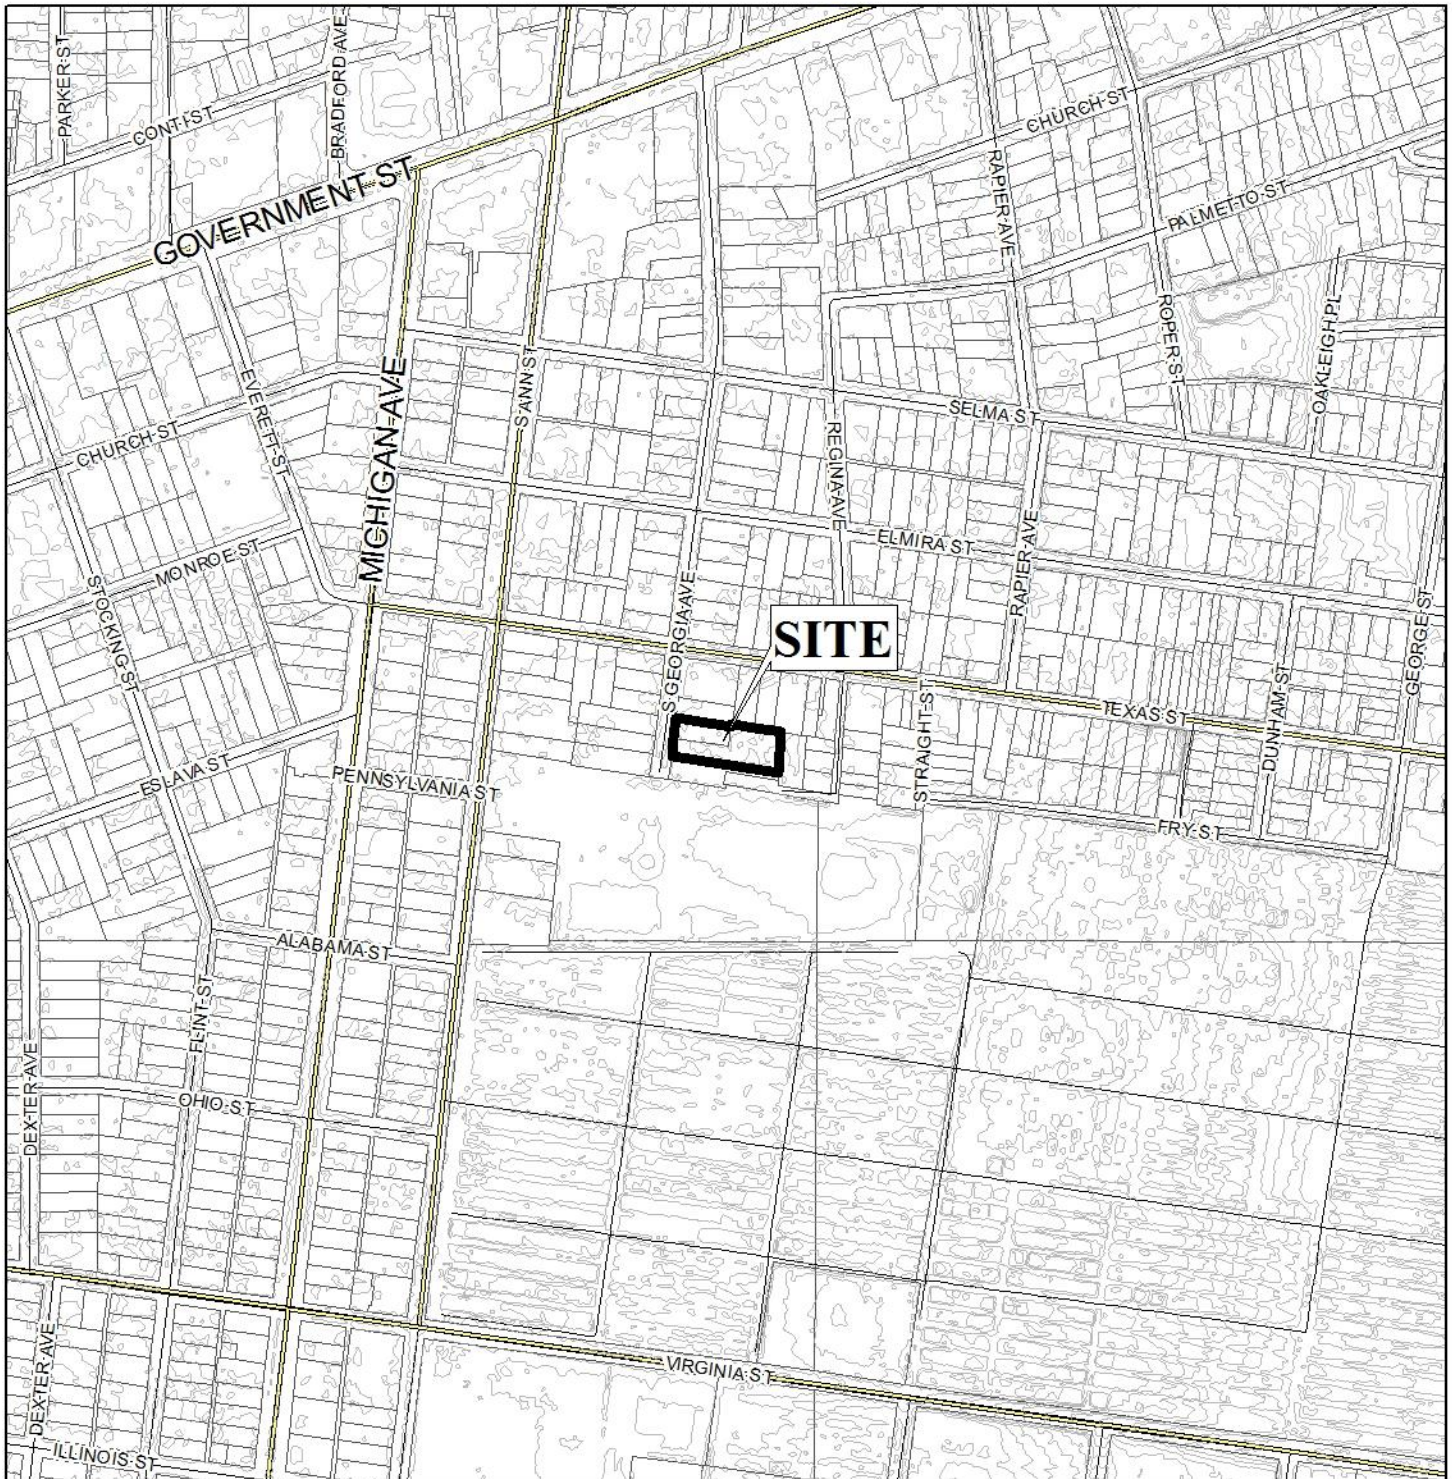 PARKER ST
BRADFORD AVE
CONTI ST
CHURCH ST
GOVERNMENT ST
RAPIER AVE
PALMETTO ST
ROPER ST
OAKLEIGH PL
EVERETT ST
MICHIGAN AVE
S ANN ST
SELMA ST
CHURCH ST
REGINA AVE
ELMIRA ST
MONROE ST
STOCKING ST
S GEORGIA AVE
RAPIER AVE
GEORGE ST
SITE
STRAIGHT ST
TEXAS ST
DUNHAM ST
ESLAVA ST
PENNSYLVANIA ST
FRY ST
ALABAMA ST
FLINT ST
DEXTER AVE
OHIO ST
VIRGINIA ST
DEXTER AVE
ILLINOIS ST